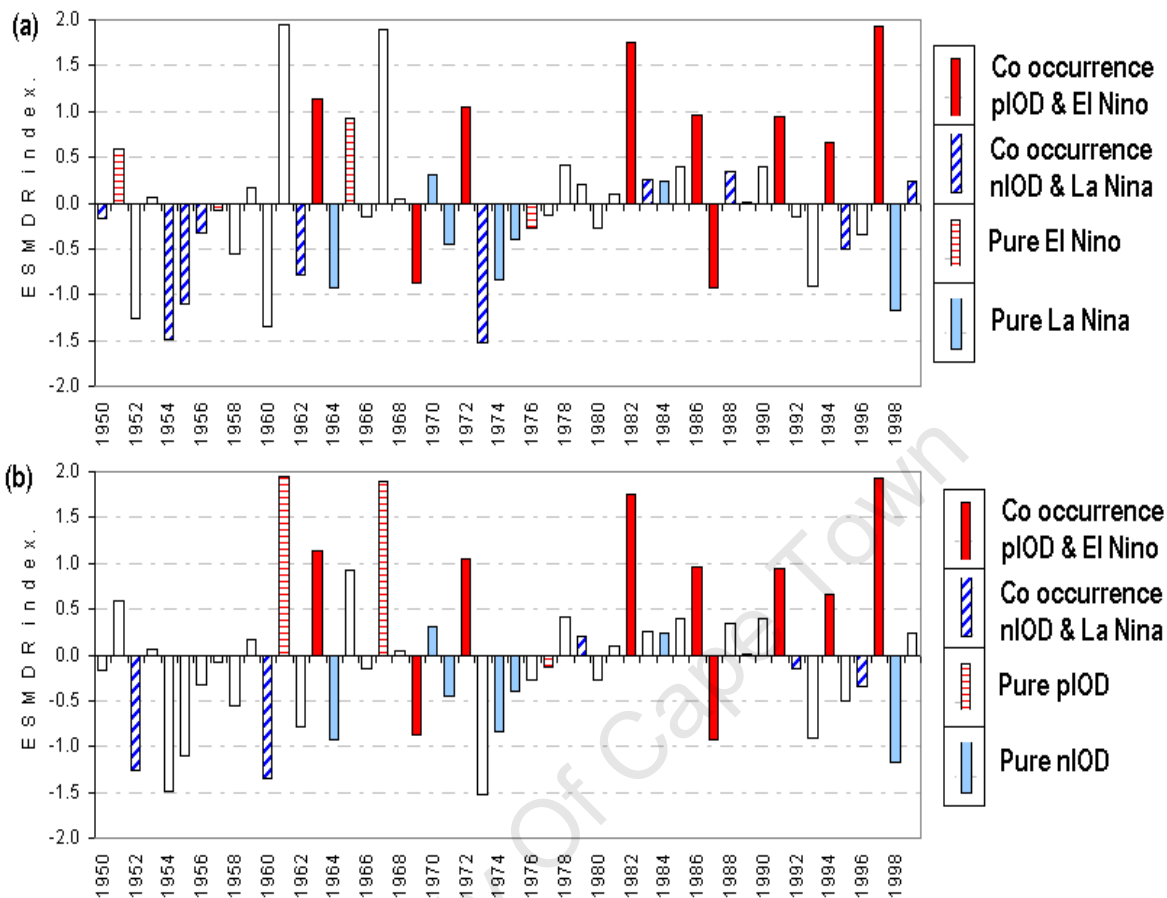 (a)
ESMDR index.
2.0
1.5
1.0
0.5
0.0
-0.5
-1.0
-1.5
-2.0
1950 1952 1954 1956 1958 1960 1962 1964 1966 1968 1970 1972 1974 1976 1978 1980 1982 1984 1986 1988 1990 1992 1994 1996 1998
Co occurrence
pIOD & El Nino
Co occurrence
nIOD & La Nina
Pure El Nino
Pure La Nina
(b)
ESMDR index.
2.0
1.5
1.0
0.5
0.0
-0.5
-1.0
-1.5
-2.0
1950 1952 1954 1956 1958 1960 1962 1964 1966 1968 1970 1972 1974 1976 1978 1980 1982 1984 1986 1988 1990 1992 1994 1996 1998
Co occurrence
pIOD & El Nino
Co occurrence
nIOD & La Nina
Pure pIOD
Pure nIOD
Of Cape Town